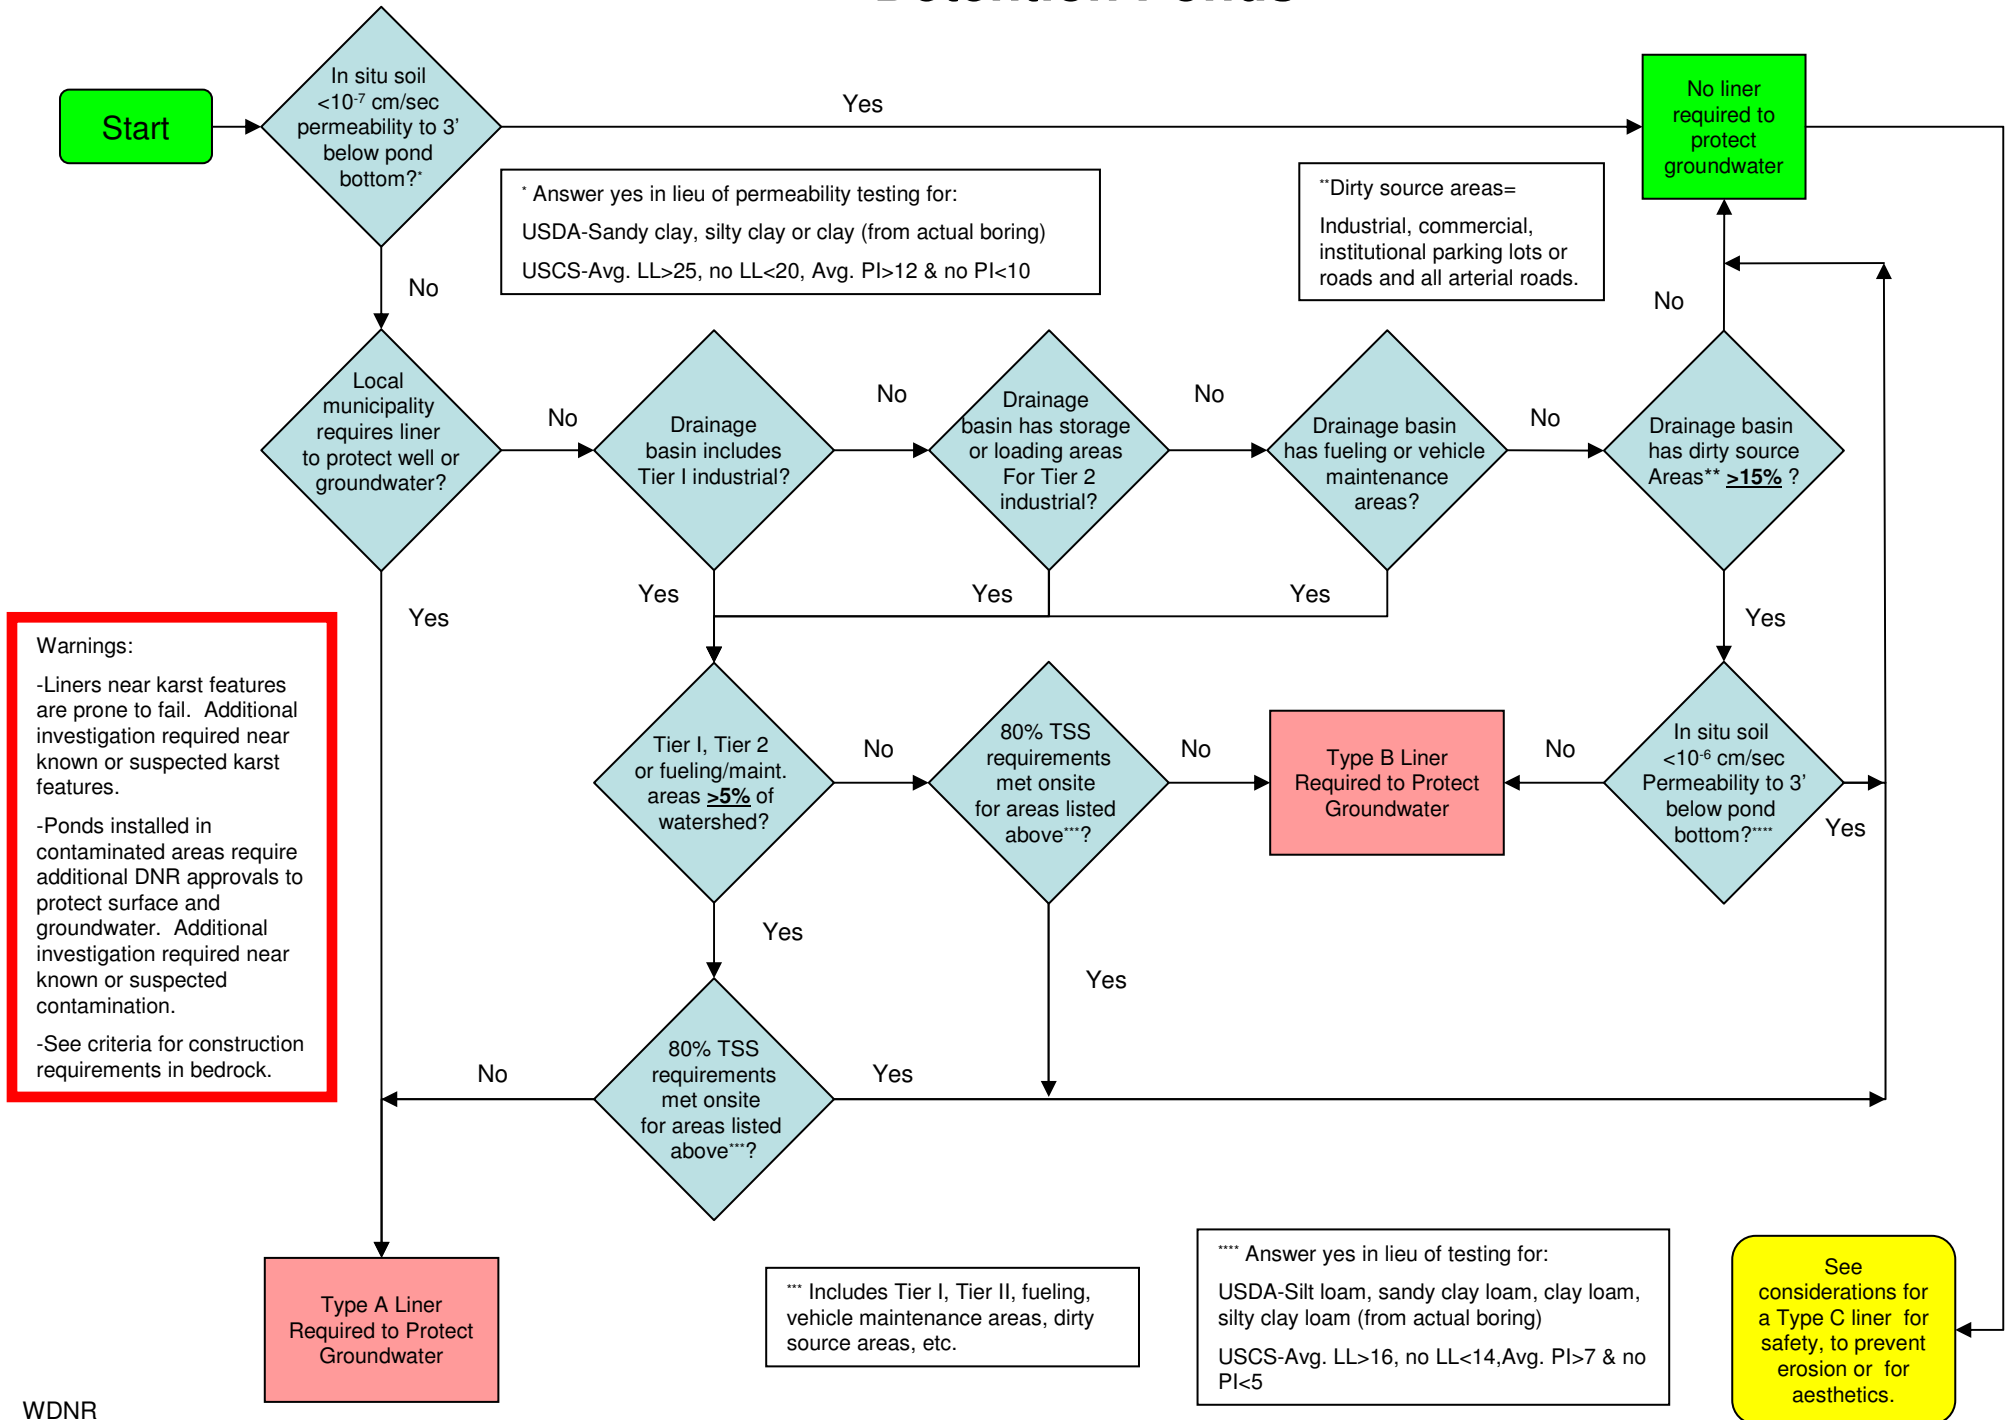 Detention Ponds
Start
In situ soil
<10⁻⁷ cm/sec
permeability to 3’
below pond
bottom?*
Yes
No liner
required to
protect
groundwater
* Answer yes in lieu of permeability testing for:
USDA-Sandy clay, silty clay or clay (from actual boring)
USCS-Avg. LL>25, no LL<20, Avg. PI>12 & no PI<10
**Dirty source areas=
Industrial, commercial,
institutional parking lots or
roads and all arterial roads.
No
No
Local
municipality
requires liner
to protect well or
groundwater?
No
Drainage
basin includes
Tier I industrial?
No
Drainage
basin has storage
or loading areas
For Tier 2
industrial?
No
Drainage basin
has fueling or vehicle
maintenance
areas?
No
Drainage basin
has dirty source
Areas** >15% ?
Yes
Yes
Yes
Yes
Yes
Warnings:
-Liners near karst features
are prone to fail. Additional
investigation required near
known or suspected karst
features.
-Ponds installed in
contaminated areas require
additional DNR approvals to
protect surface and
groundwater. Additional
investigation required near
known or suspected
contamination.
-See criteria for construction
requirements in bedrock.
Tier I, Tier 2
or fueling/maint.
areas >5% of
watershed?
No
80% TSS
requirements
met onsite
for areas listed
above***?
No
Type B Liner
Required to Protect
Groundwater
No
In situ soil
<10⁻⁶ cm/sec
Permeability to 3’
below pond
bottom?****
Yes
Yes
Yes
80% TSS
requirements
met onsite
for areas listed
above***?
No
Yes
Type A Liner
Required to Protect
Groundwater
*** Includes Tier I, Tier II, fueling,
vehicle maintenance areas, dirty
source areas, etc.
**** Answer yes in lieu of testing for:
USDA-Silt loam, sandy clay loam, clay loam,
silty clay loam (from actual boring)
USCS-Avg. LL>16, no LL<14,Avg. PI>7 & no
PI<5
See
considerations for
a Type C liner for
safety, to prevent
erosion or for
aesthetics.
WDNR